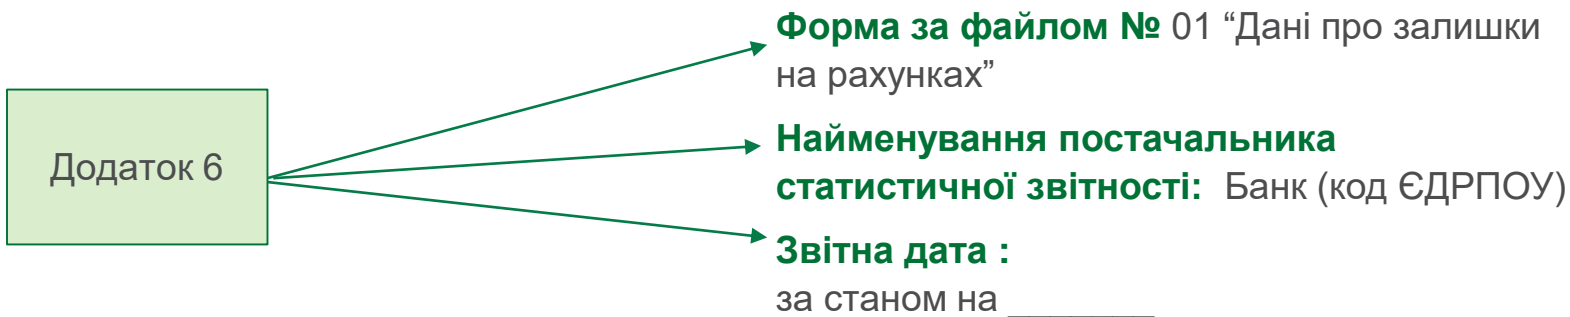 Додаток 6
Форма за файлом № 01 “Дані про залишки
на рахунках”
Найменування постачальника
статистичної звітності:  Банк (код ЄДРПОУ)
Звітна дата :
за станом на _______